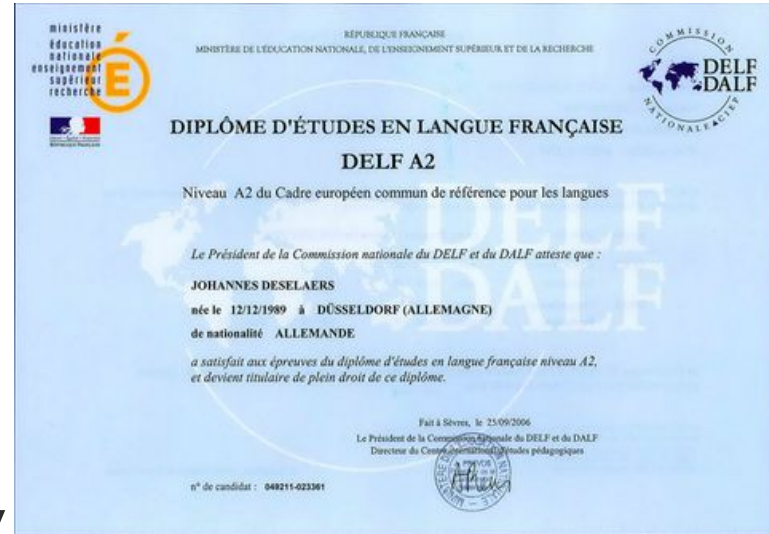 ministère
éducation
nationale
enseignement
supérieur
recherche
RÉPUBLIQUE FRANÇAISE
MINISTÈRE DE L'ÉDUCATION NATIONALE, DE L'ENSEIGNEMENT SUPÉRIEUR ET DE LA RECHERCHE
COMMISSION
DELF
DALF
NATIONALE CIEP
DIPLÔME D'ÉTUDES EN LANGUE FRANÇAISE
DELF A2
Niveau A2 du Cadre européen commun de référence pour les langues
DELF
DALF
Le Président de la Commission nationale du DELF et du DALF atteste que :
JOHANNES DESELAERS
née le 12/12/1989 à DÜSSELDORF (ALLEMAGNE)
de nationalité ALLEMANDE
a satisfait aux épreuves du diplôme d'études en langue française niveau A2,
et devient titulaire de plein droit de ce diplôme.
Fait à Sèvres, le 25/09/2006
Le Président de la Commission nationale du DELF et du DALF
Directeur du Centre international d'études pédagogiques
n° de candidat : 049211-023361